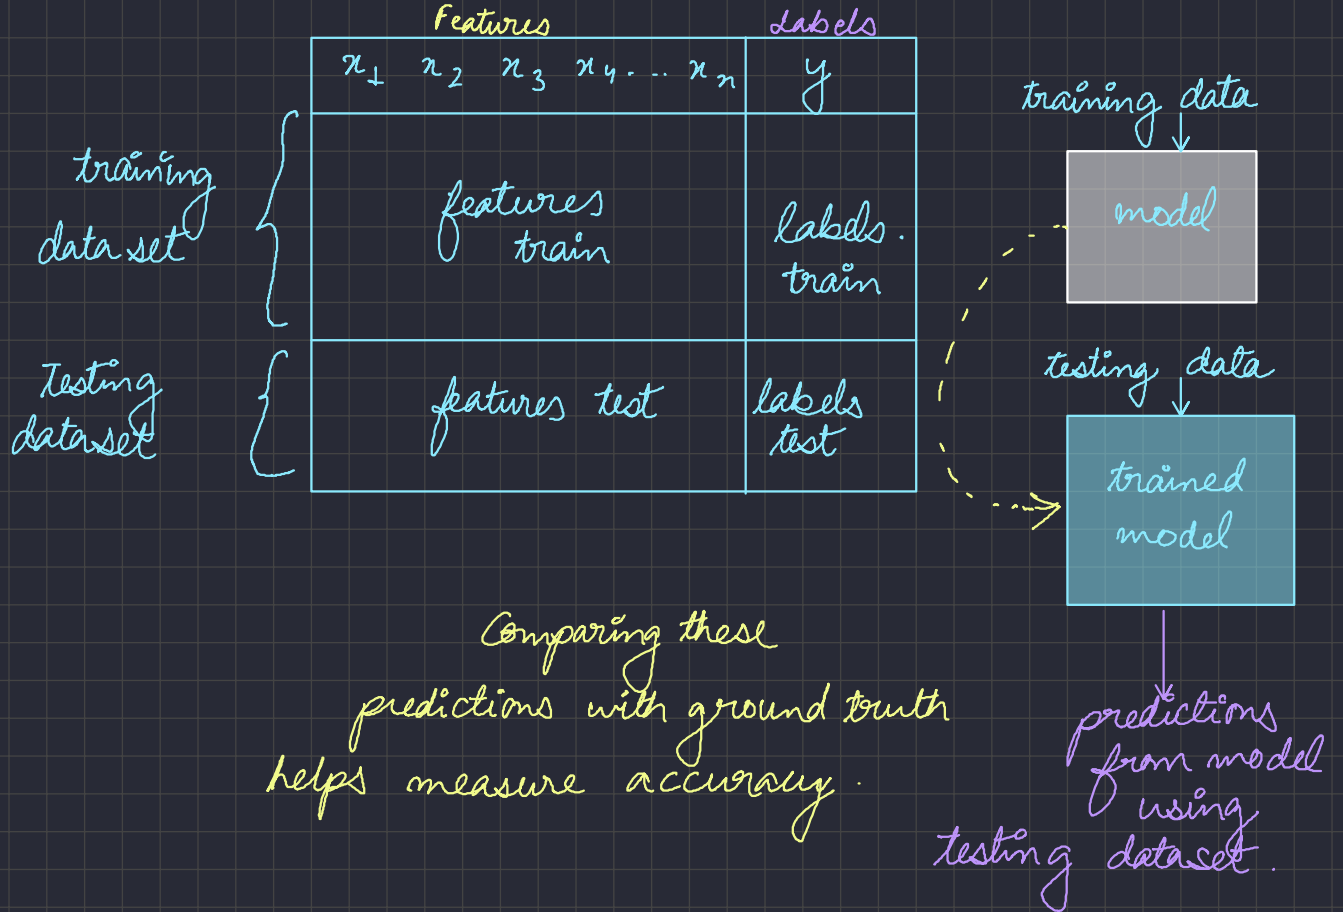 Features
Labels
x1 x2 x3 x4.... xn
y
training
data set
features
train
labels.
train
Testing
dataset
features test
labels
test
training data
model
testing data
trained
model
Comparing these
predictions with ground truth
helps measure accuracy.
predictions
from model
using
testing dataset.